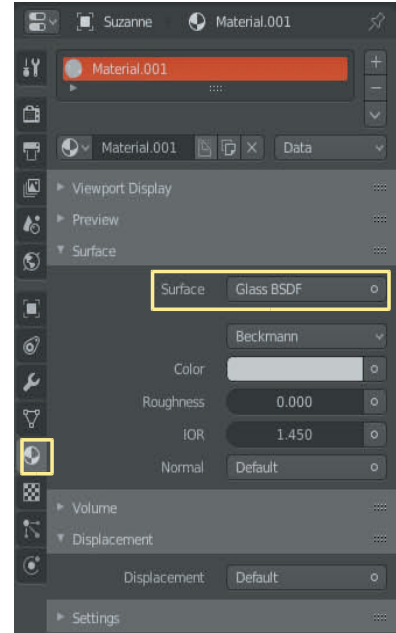 Suzanne Material.001
Material.001
Material.001 Data
Viewport Display
Preview
Surface
Surface Glass BSDF
Beckmann
Color
Roughness 0.000
IOR 1.450
Normal Default
Volume
Displacement
Displacement Default
Settings